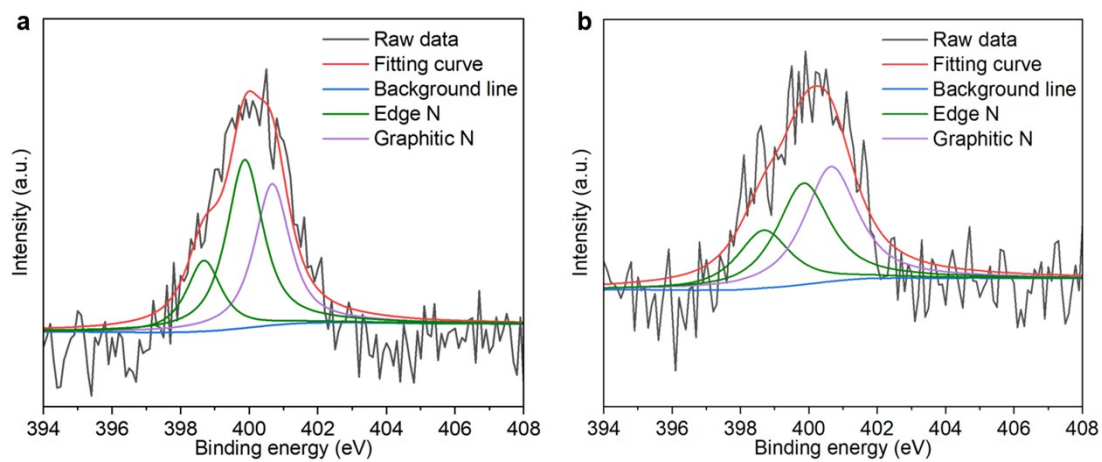 a
Raw data
Fitting curve
Background line
Edge N
Graphitic N
Intensity (a.u.)
394 396 398 400 402 404 406 408
Binding energy (eV)
b
Raw data
Fitting curve
Background line
Edge N
Graphitic N
Intensity (a.u.)
394 396 398 400 402 404 406 408
Binding energy (eV)